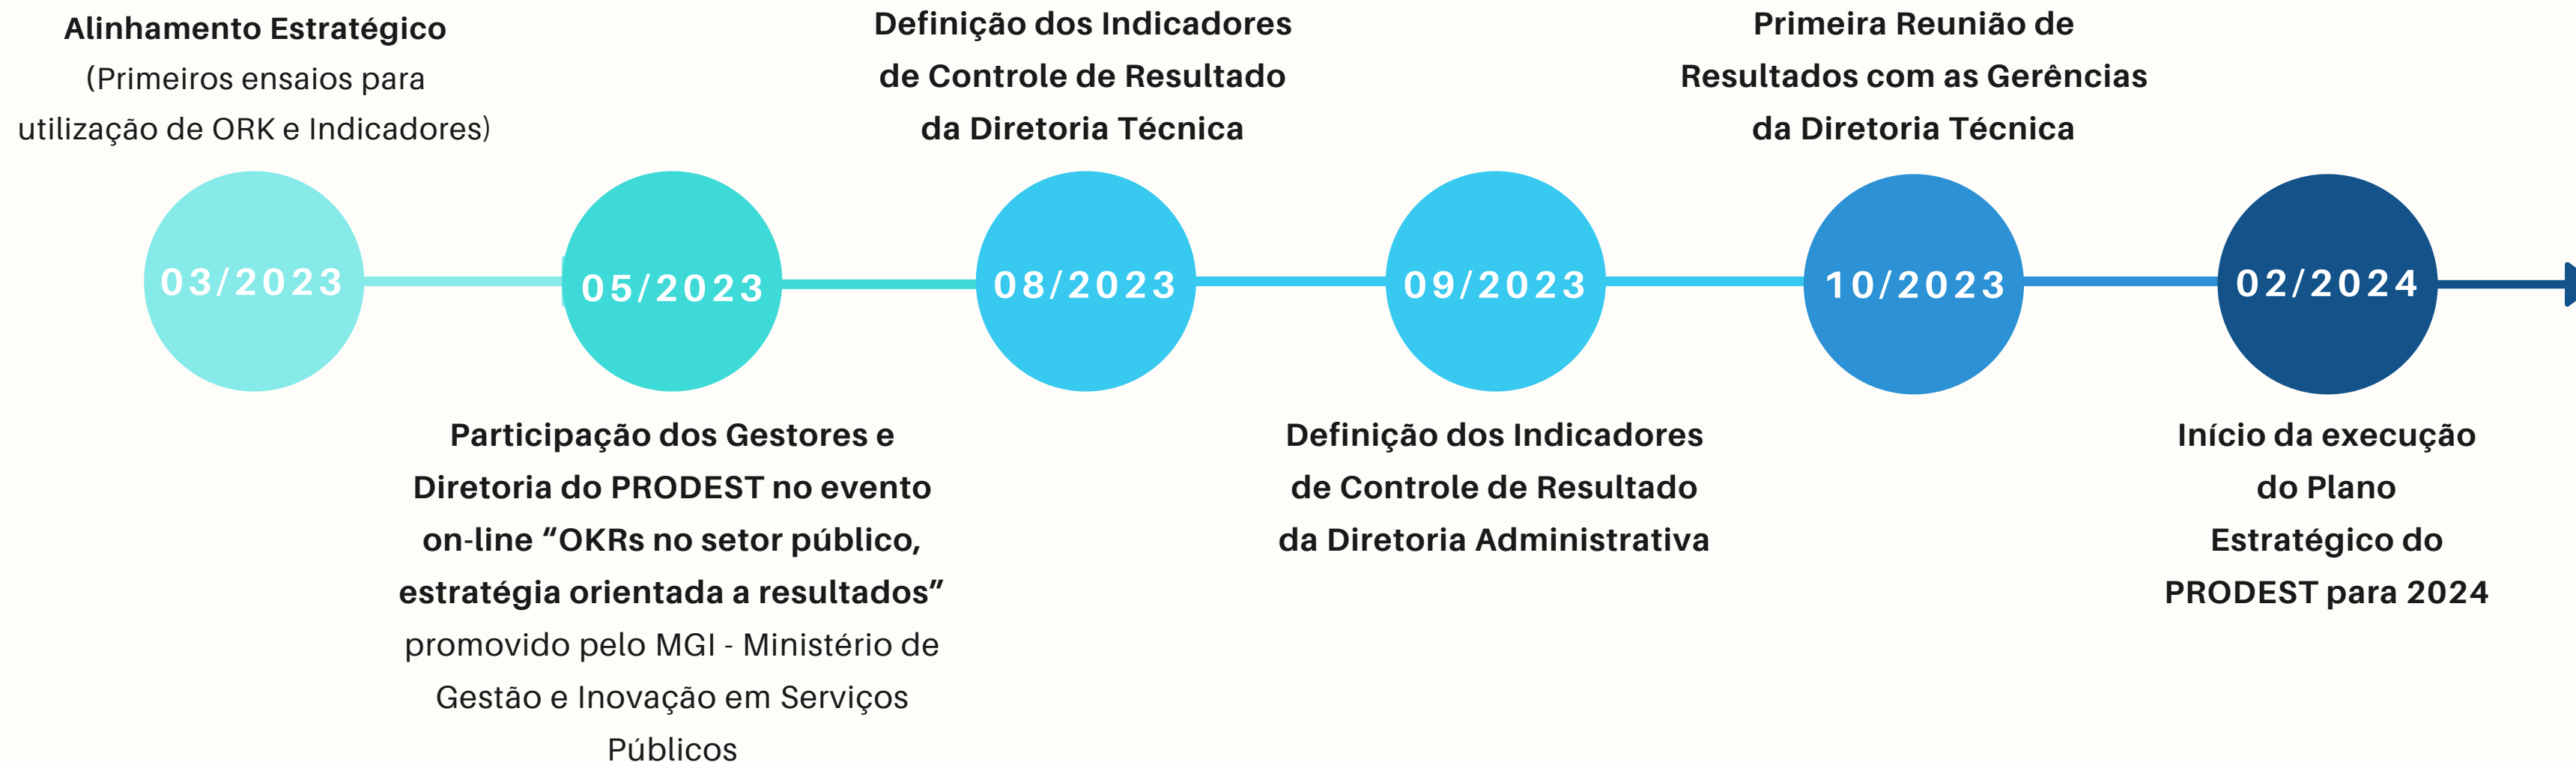 Alinhamento Estratégico
(Primeiros ensaios para
utilização de ORK e Indicadores)
03/2023
05/2023
Participação dos Gestores e
Diretoria do PRODEST no evento
on-line “OKRs no setor público,
estratégia orientada a resultados”
promovido pelo MGI - Ministério de
Gestão e Inovação em Serviços
Públicos
Definição dos Indicadores
de Controle de Resultado
da Diretoria Técnica
08/2023
09/2023
Definição dos Indicadores
de Controle de Resultado
da Diretoria Administrativa
Primeira Reunião de
Resultados com as Gerências
da Diretoria Técnica
10/2023
02/2024
Início da execução
do Plano
Estratégico do
PRODEST para 2024